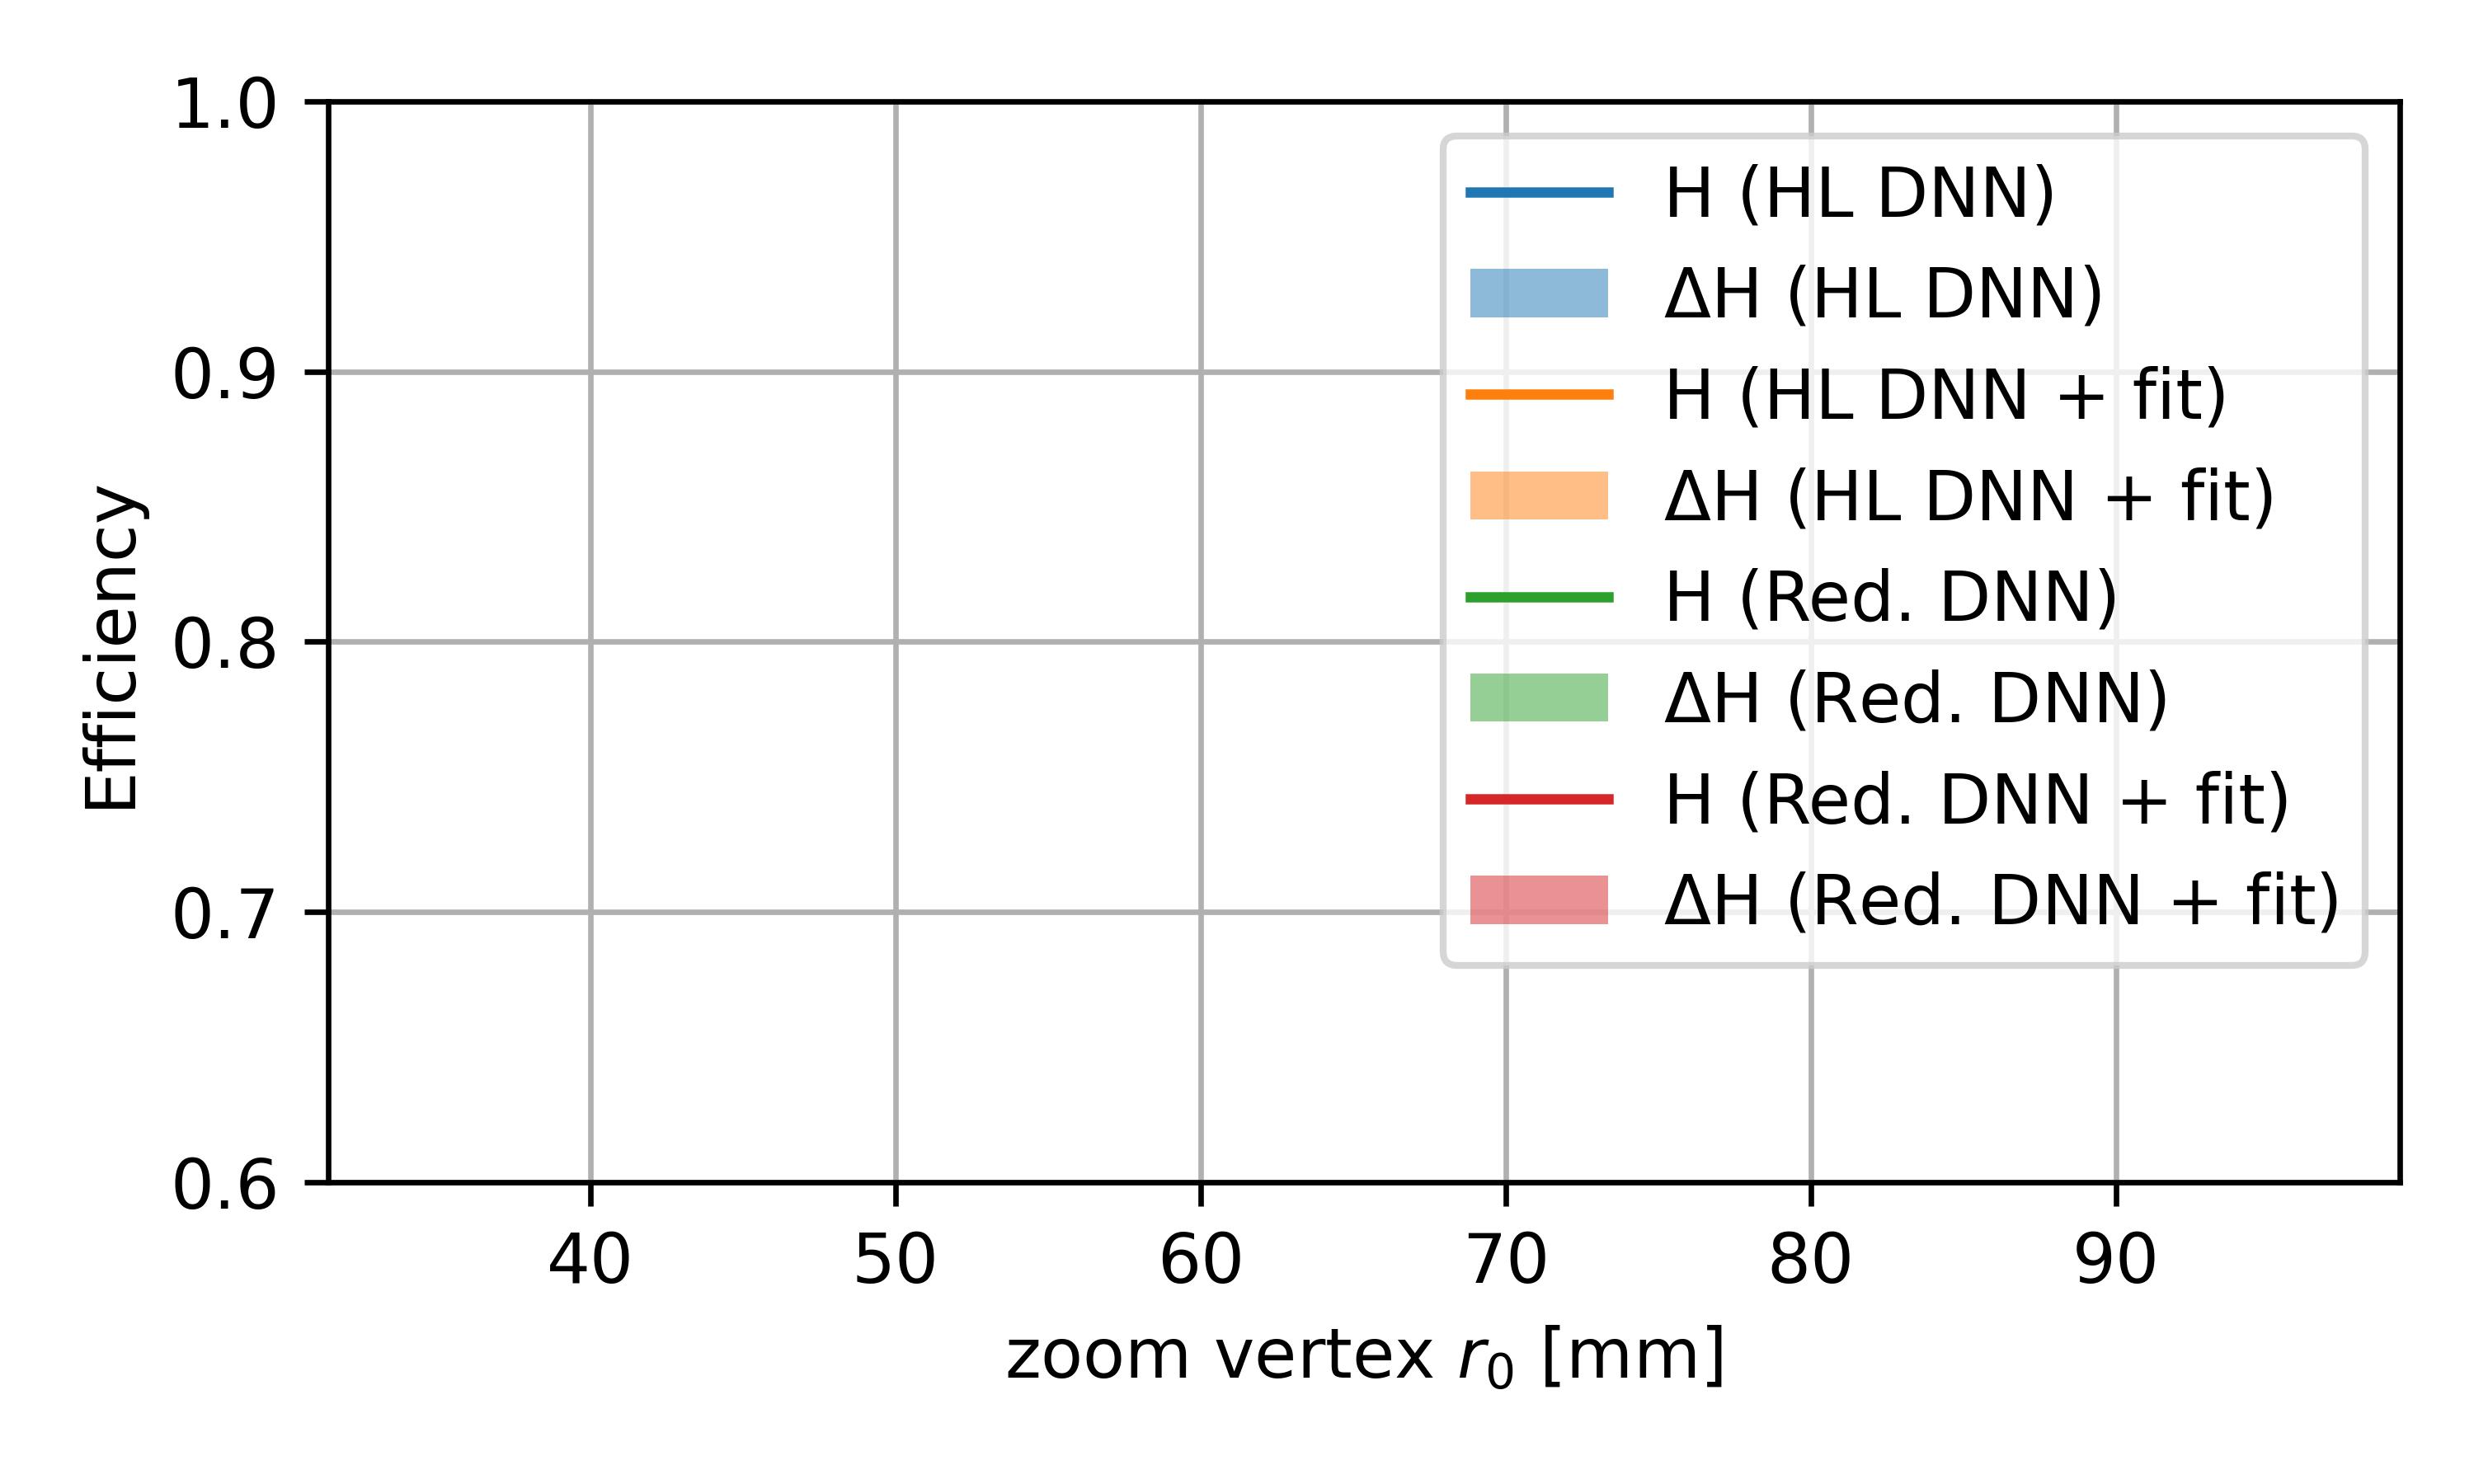 1.0
0.9
0.8
0.7
0.6
Efficiency
40 50 60 70 80 90
zoom vertex r₀ [mm]
H (HL DNN)
ΔH (HL DNN)
H (HL DNN + fit)
ΔH (HL DNN + fit)
H (Red. DNN)
ΔH (Red. DNN)
H (Red. DNN + fit)
ΔH (Red. DNN + fit)